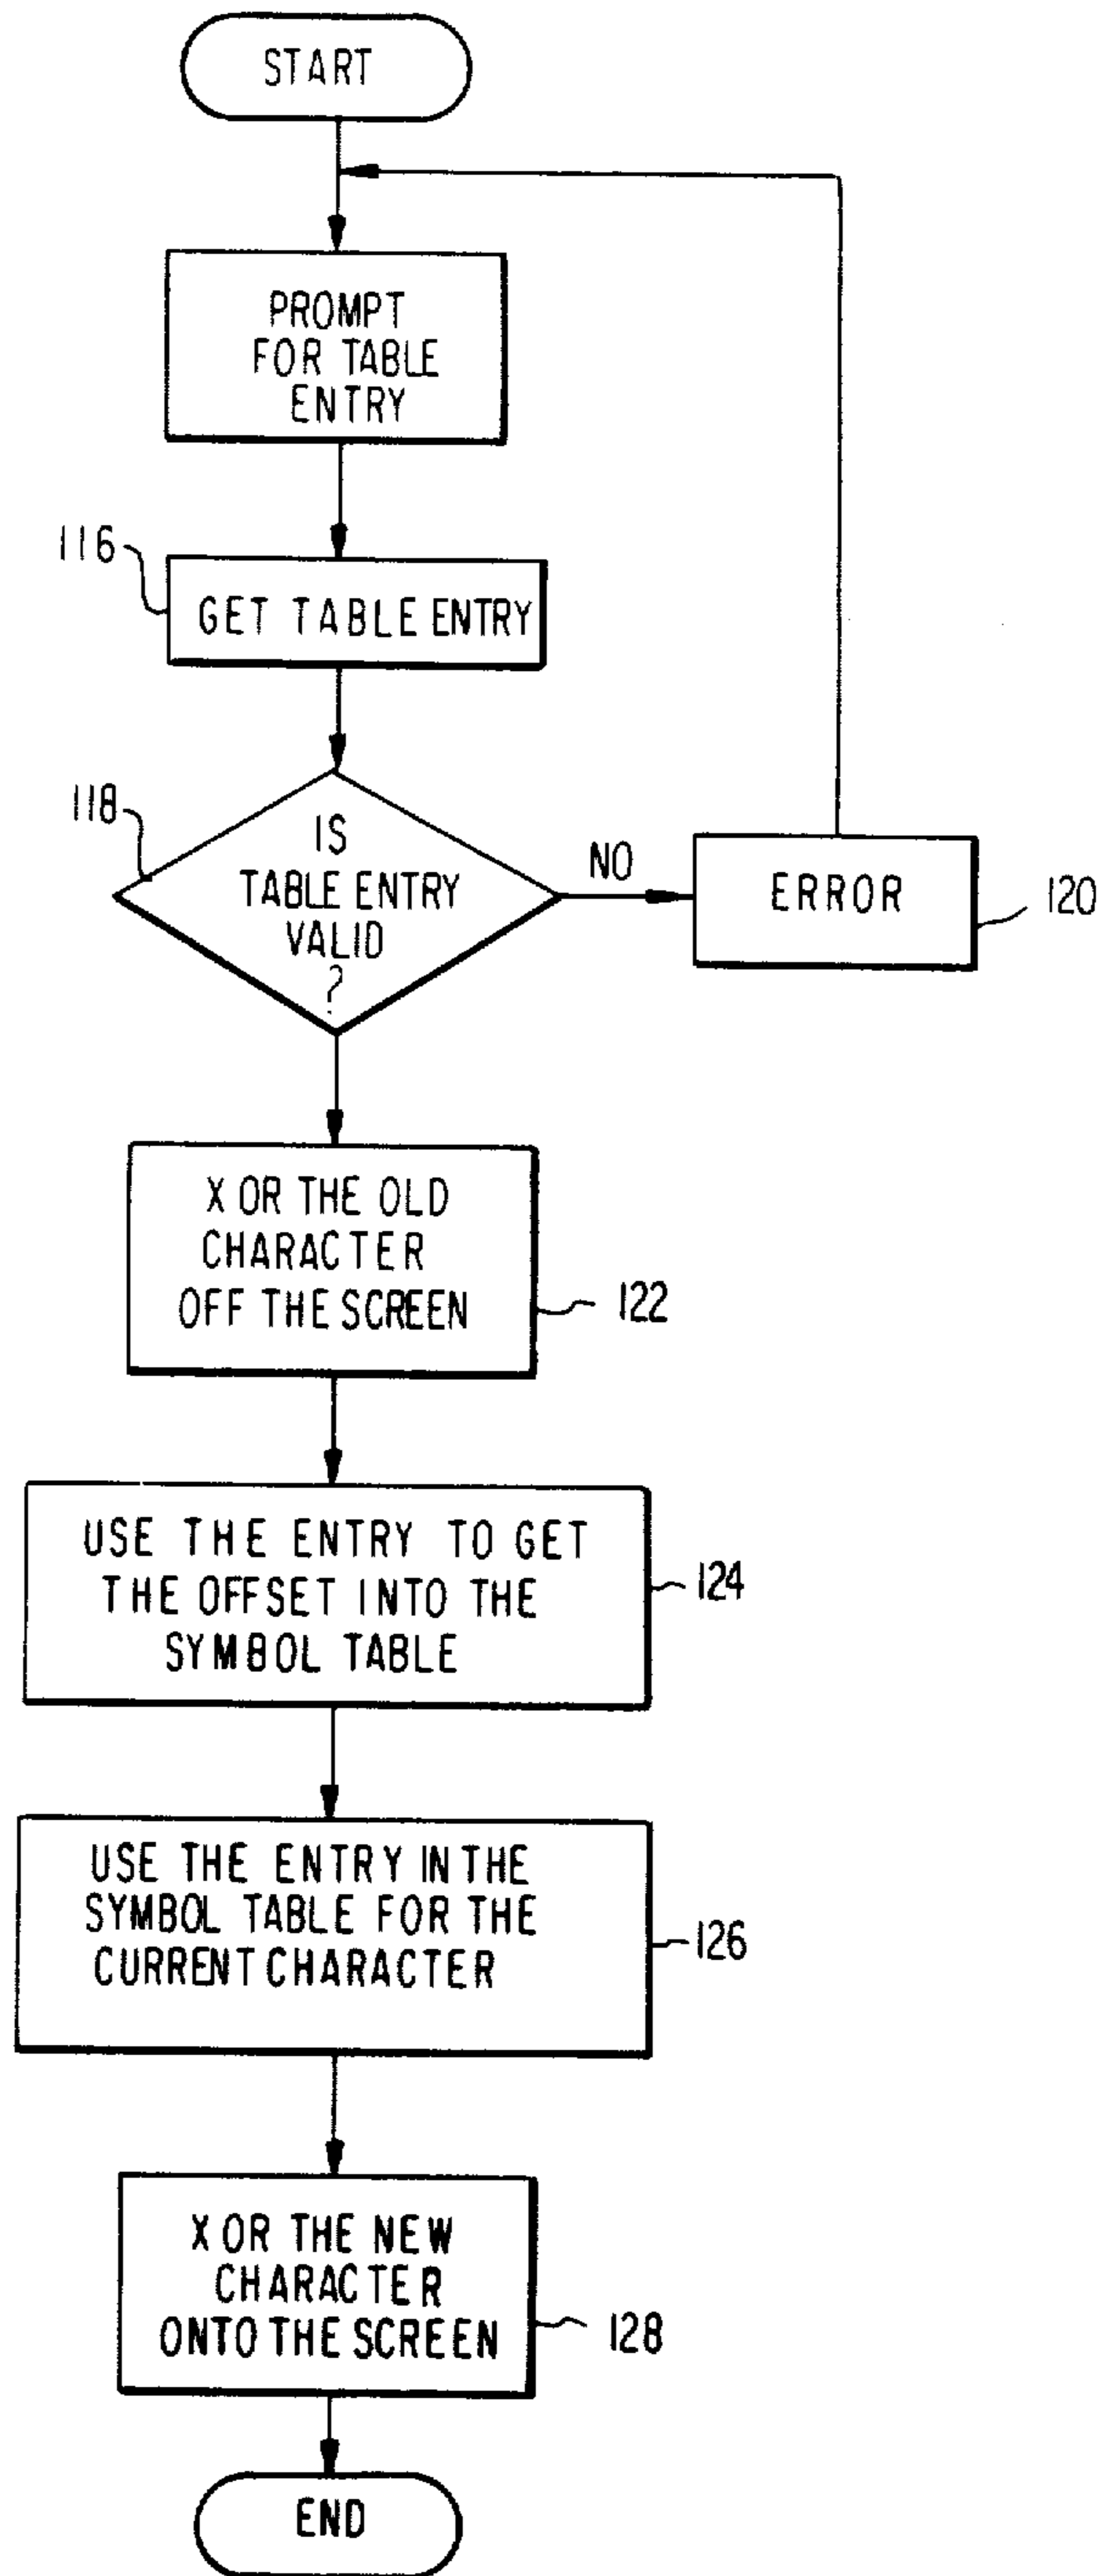 START
PROMPT
FOR TABLE
ENTRY
116
GET TABLE ENTRY
118
IS
TABLE ENTRY
VALID
?
NO
ERROR
120
X OR THE OLD
CHARACTER
OFF THE SCREEN
122
USE THE ENTRY TO GET
THE OFFSET INTO THE
SYMBOL TABLE
124
USE THE ENTRY IN THE
SYMBOL TABLE FOR THE
CURRENT CHARACTER
126
X OR THE NEW
CHARACTER
ONTO THE SCREEN
128
END